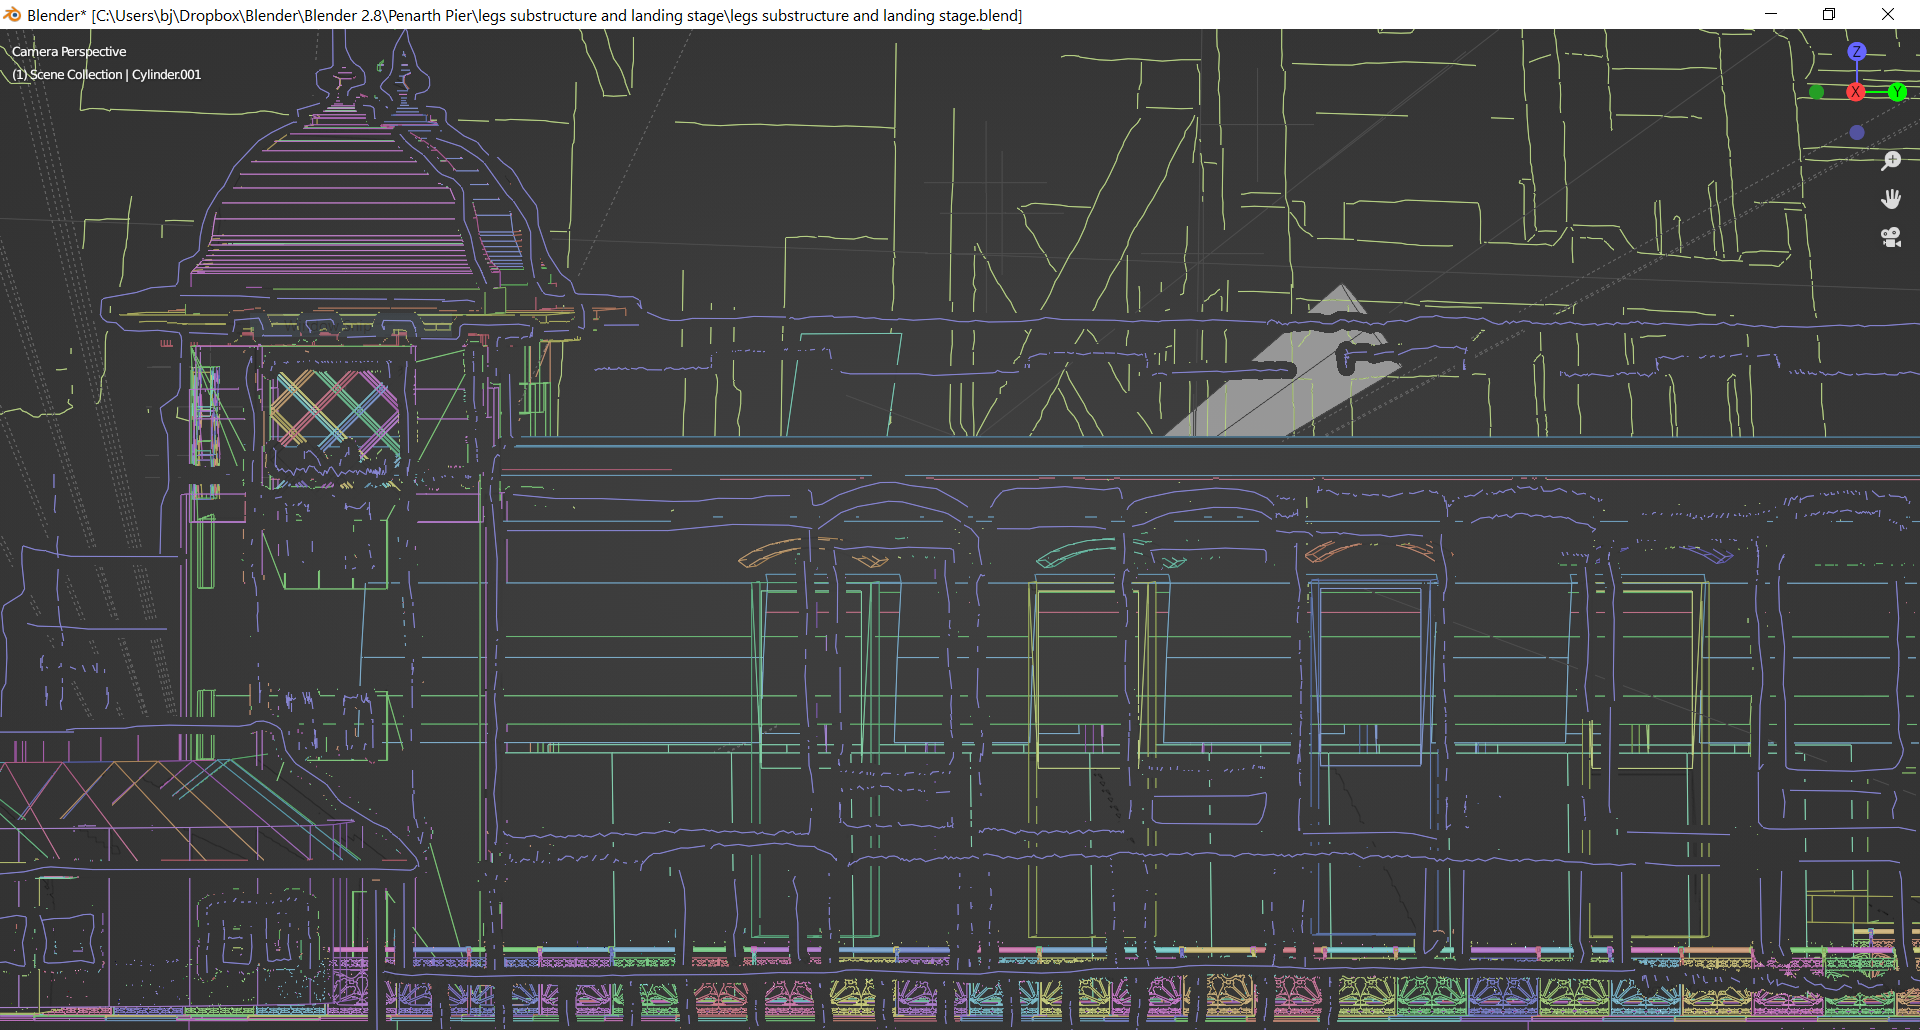 Blender* [C:\Users\bj\Dropbox\Blender\Blender 2.8\Penarth Pier\legs substructure and landing stage\legs substructure and landing stage.blend]
Camera Perspective
(1) Scene Collection | Cylinder.001
Z
X
Y